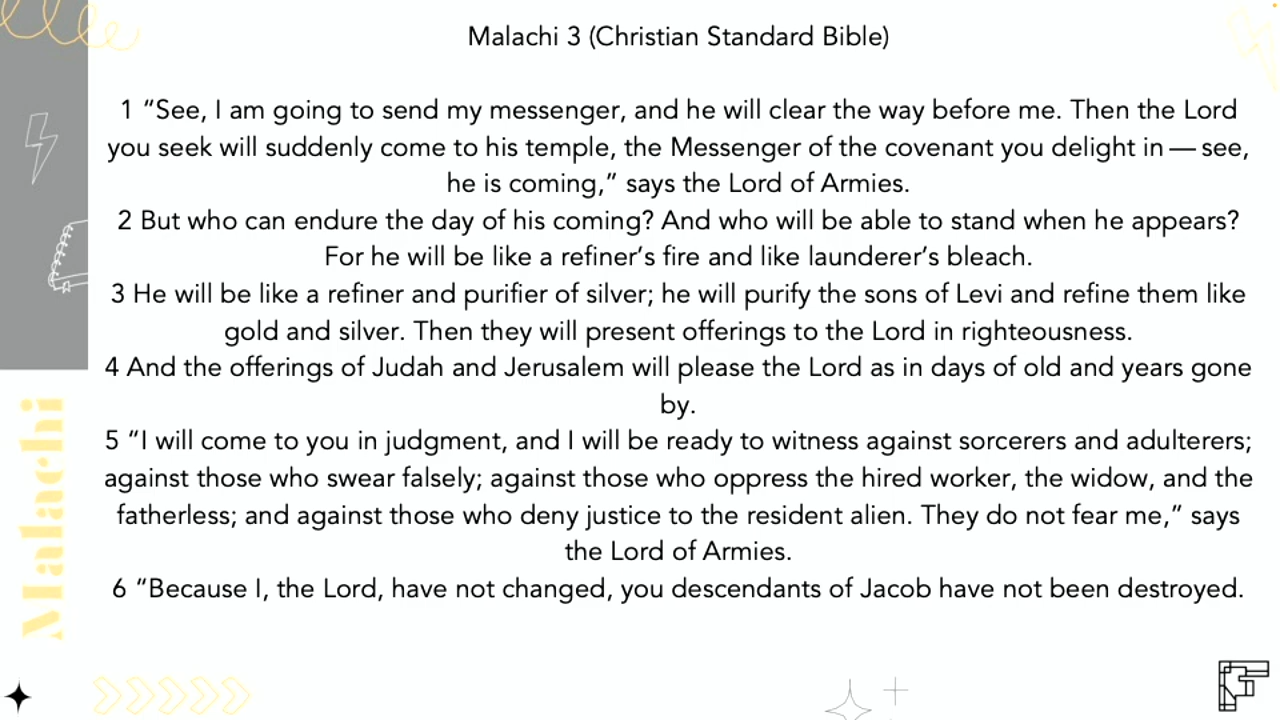 Malachi 3 (Christian Standard Bible)
1 “See, I am going to send my messenger, and he will clear the way before me. Then the Lord
you seek will suddenly come to his temple, the Messenger of the covenant you delight in — see,
he is coming,” says the Lord of Armies.
2 But who can endure the day of his coming? And who will be able to stand when he appears?
For he will be like a refiner’s fire and like launderer’s bleach.
3 He will be like a refiner and purifier of silver; he will purify the sons of Levi and refine them like
gold and silver. Then they will present offerings to the Lord in righteousness.
4 And the offerings of Judah and Jerusalem will please the Lord as in days of old and years gone
by.
5 “I will come to you in judgment, and I will be ready to witness against sorcerers and adulterers;
against those who swear falsely; against those who oppress the hired worker, the widow, and the
fatherless; and against those who deny justice to the resident alien. They do not fear me,” says
the Lord of Armies.
6 “Because I, the Lord, have not changed, you descendants of Jacob have not been destroyed.
Malachi